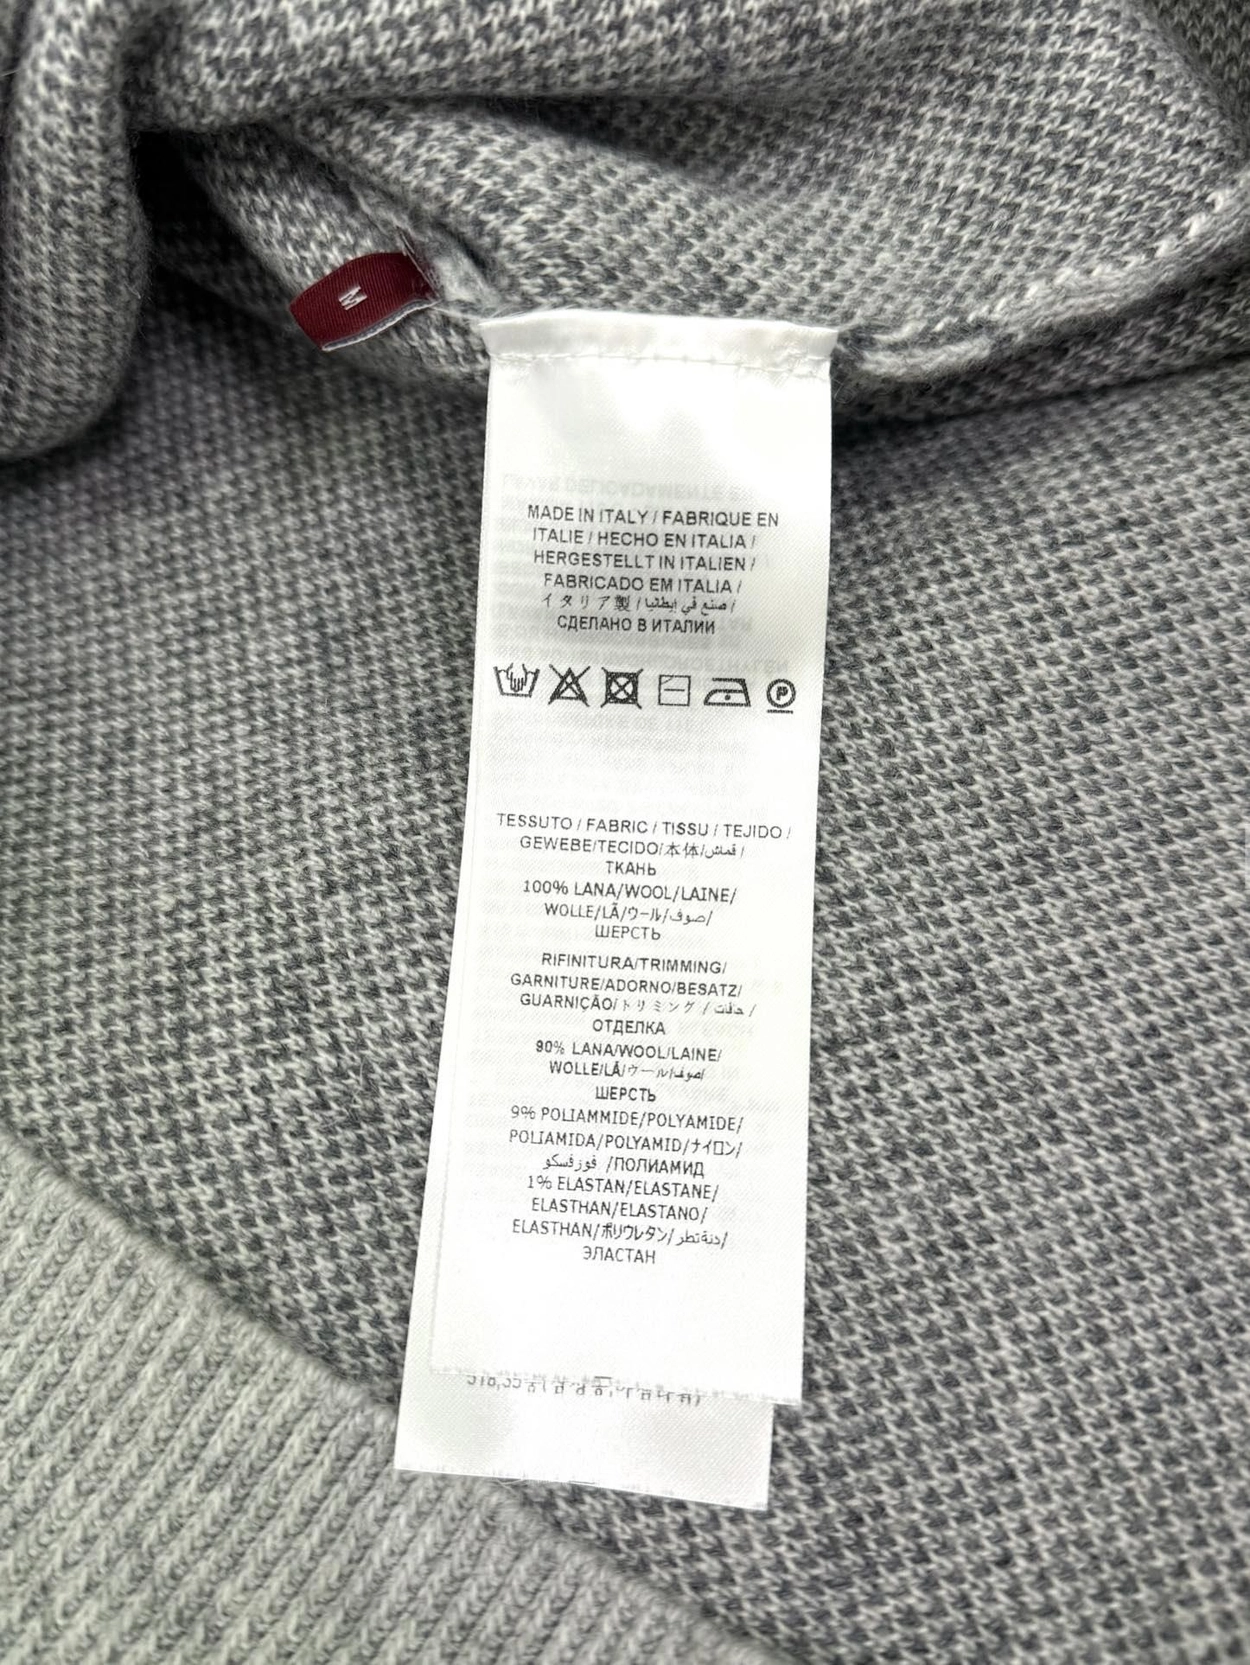 M
MADE IN ITALY / FABRIQUE EN
ITALIE / HECHO EN ITALIA /
HERGESTELLT IN ITALIEN /
FABRICADO EM ITALIA /
イタリア製 / صنع في إيطاليا /
СДЕЛАНО В ИТАЛИИ
P
TESSUTO / FABRIC / TISSU / TEJIDO /
GEWEBE/TECIDO/本体/قماش/
ТКАНЬ
100% LANA/WOOL/LAINE/
WOLLE/LÃ/ウール/صوف/
ШЕРСТЬ
RIFINITURA/TRIMMING/
GARNITURE/ADORNO/BESATZ/
GUARNIÇÃO/トリミング/حافات/
ОТДЕЛКА
90% LANA/WOOL/LAINE/
WOLLE/LÃ/ウール/صوف/
ШЕРСТЬ
9% POLIAMMIDE/POLYAMIDE/
POLIAMIDA/POLYAMID/ナイロン/
فوزفسكو /ПОЛИАМИД
1% ELASTAN/ELASTANE/
ELASTHAN/ELASTANO/
ELASTHAN/ポリウレタン/دنةتطر/
ЭЛАСТАН